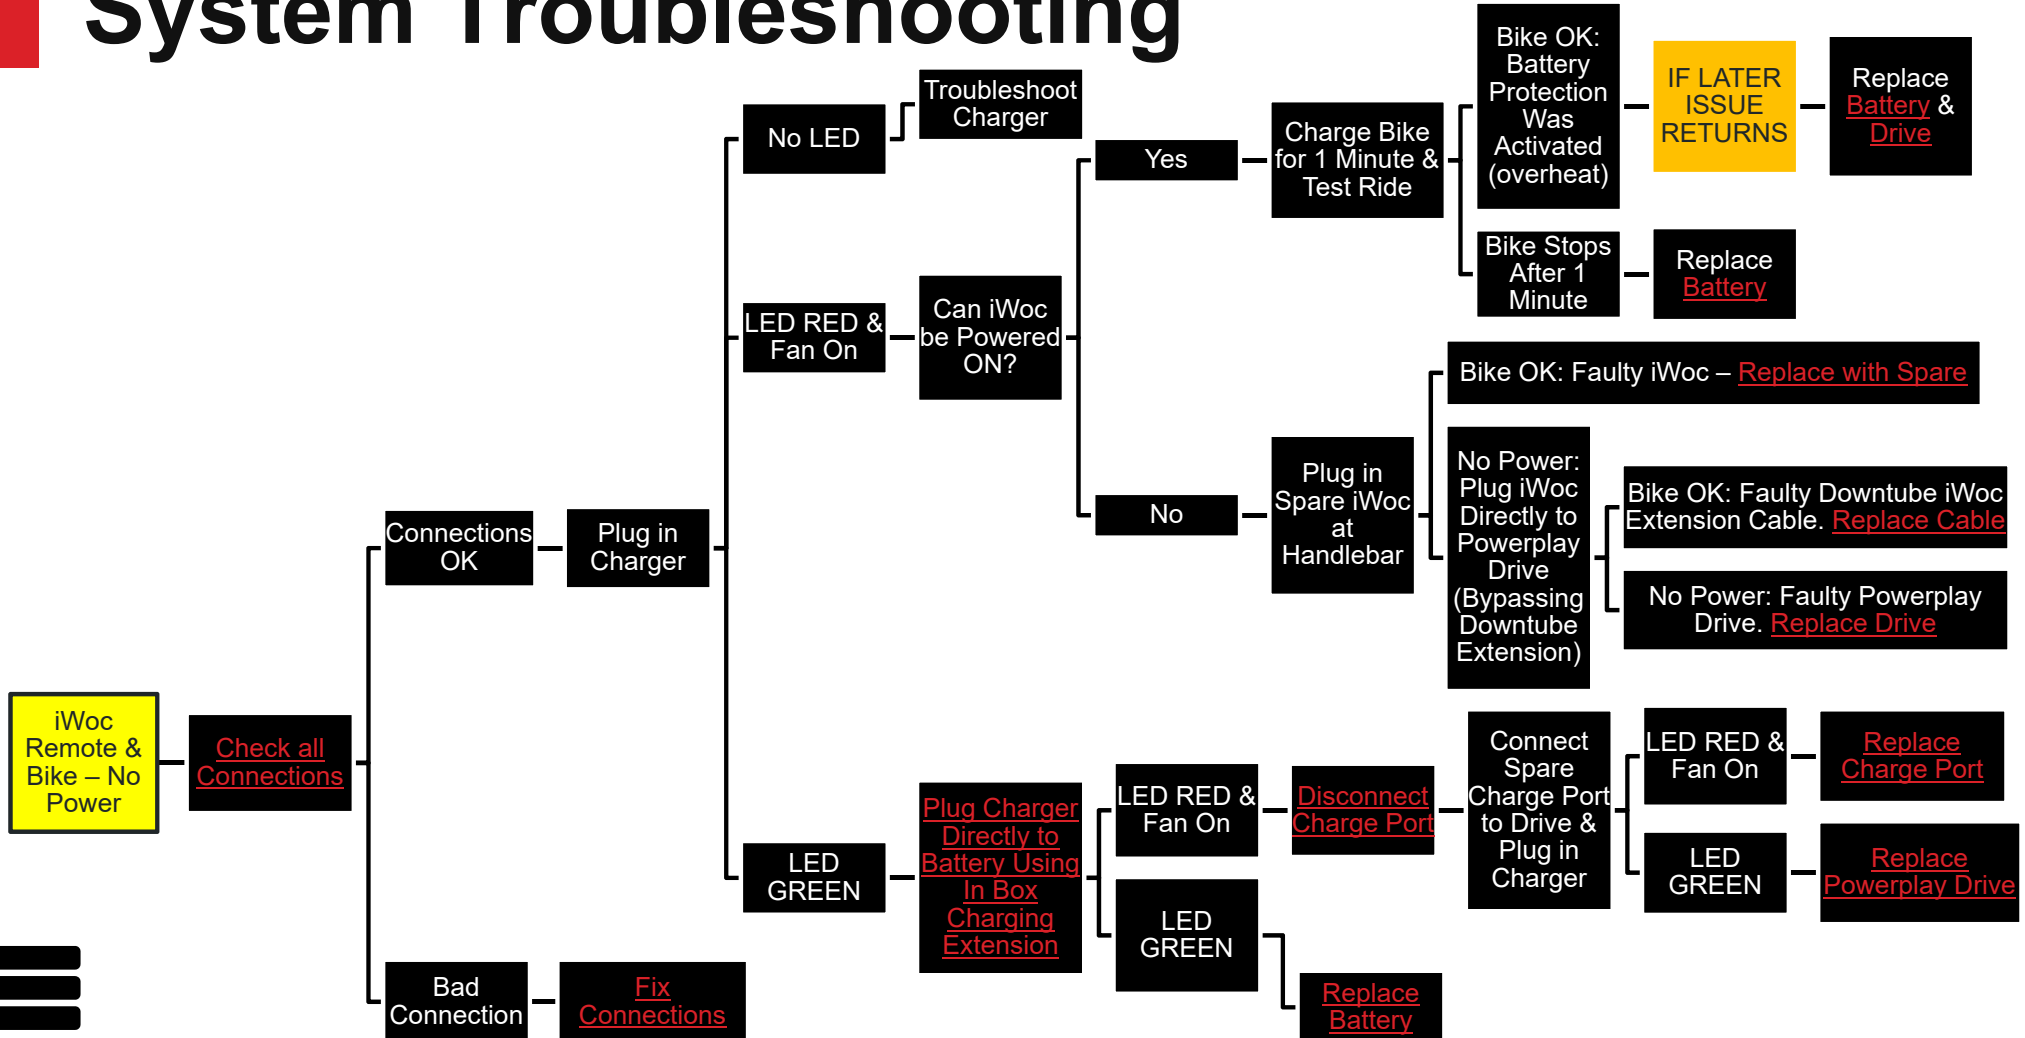 System Troubleshooting
iWoc
Remote &
Bike – No
Power
Check all
Connections
Connections
OK
Plug in
Charger
No LED
Troubleshoot
Charger
LED RED &
Fan On
Can iWoc
be Powered
ON?
Yes
Charge Bike
for 1 Minute &
Test Ride
Bike OK:
Battery
Protection
Was
Activated
(overheat)
IF LATER
ISSUE
RETURNS
Replace
Battery &
Drive
Bike Stops
After 1
Minute
Replace
Battery
No
Plug in
Spare iWoc
at
Handlebar
Bike OK: Faulty iWoc – Replace with Spare
No Power:
Plug iWoc
Directly to
Powerplay
Drive
(Bypassing
Downtube
Extension)
Bike OK: Faulty Downtube iWoc
Extension Cable. Replace Cable
No Power: Faulty Powerplay
Drive. Replace Drive
LED
GREEN
Plug Charger
Directly to
Battery Using
In Box
Charging
Extension
LED RED &
Fan On
Disconnect
Charge Port
Connect
Spare
Charge Port
to Drive &
Plug in
Charger
LED RED &
Fan On
Replace
Charge Port
LED
GREEN
Replace
Powerplay Drive
LED
GREEN
Replace
Battery
Bad
Connection
Fix
Connections